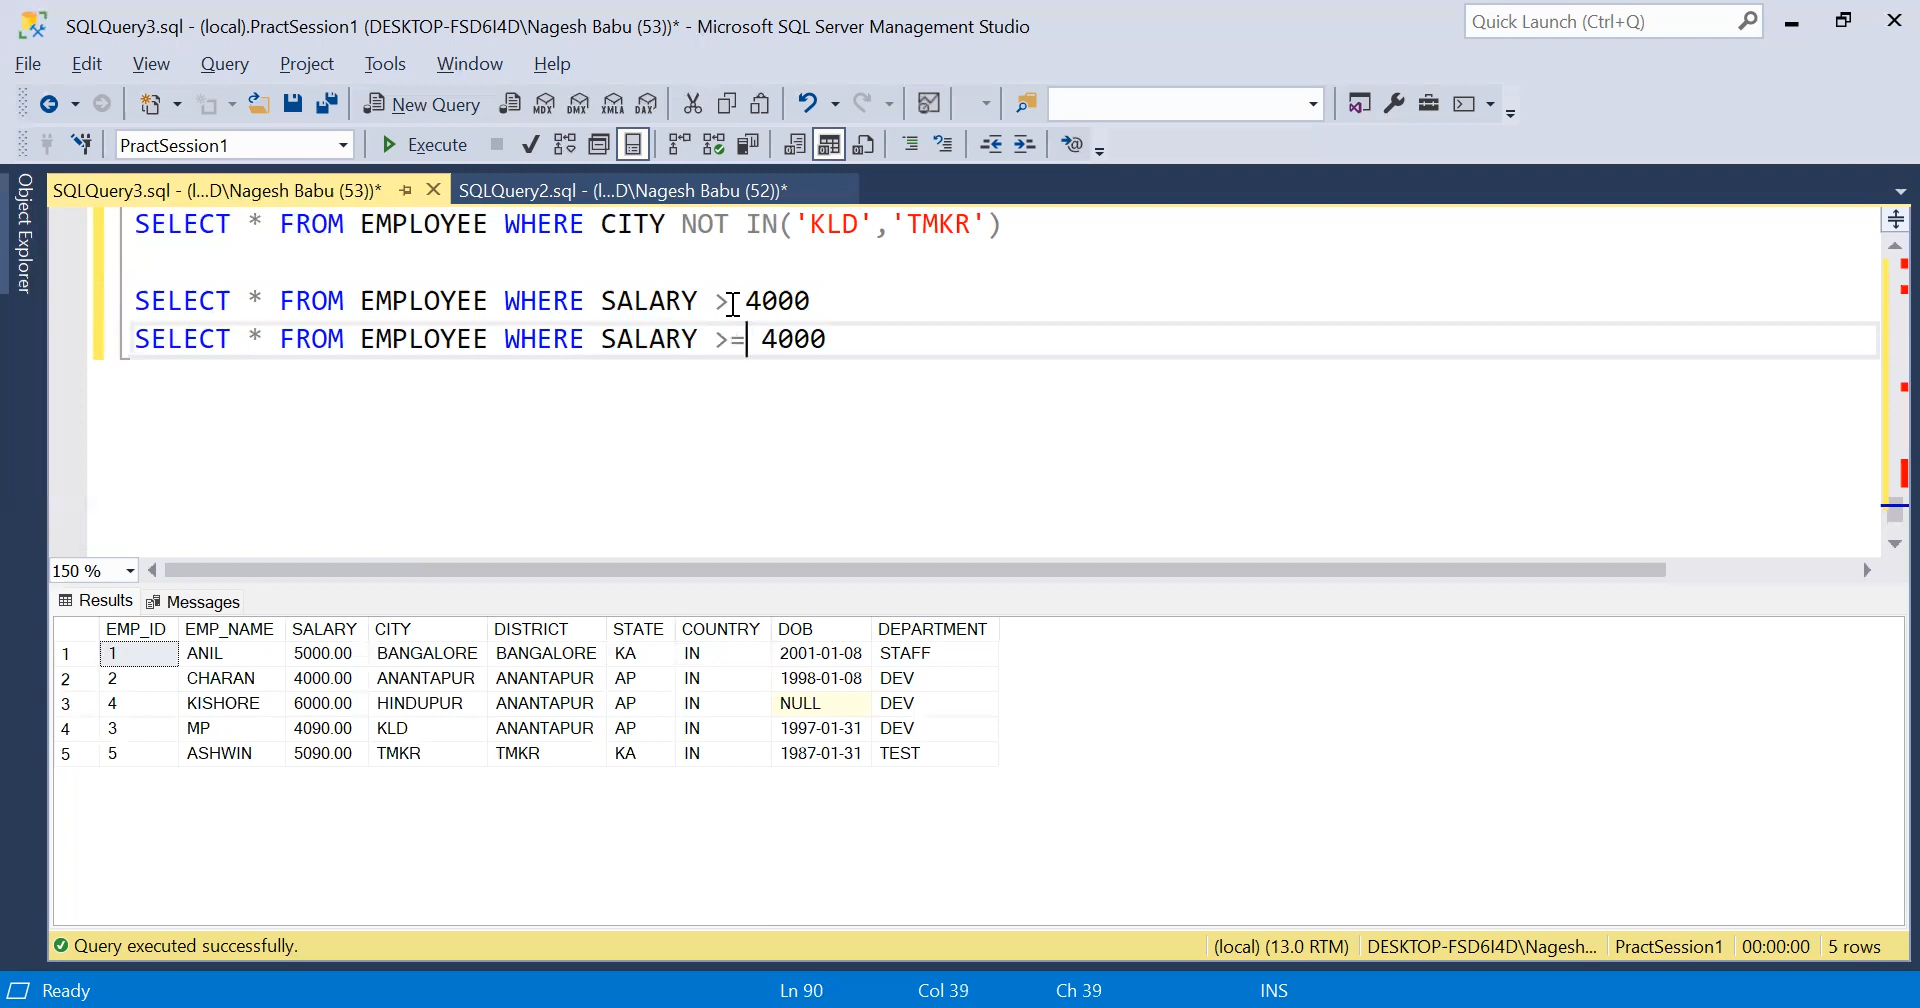 SQLQuery3.sql - (local).PractSession1 (DESKTOP-FSD6I4D\Nagesh Babu (53))* - Microsoft SQL Server Management Studio
Quick Launch (Ctrl+Q)
File Edit View Query Project Tools Window Help
New Query MDX DMX XMLA DAX
PractSession1 Execute
Object Explorer
SQLQuery3.sql - (l...D\Nagesh Babu (53))* SQLQuery2.sql - (l...D\Nagesh Babu (52))*
SELECT * FROM EMPLOYEE WHERE CITY NOT IN('KLD','TMKR')
SELECT * FROM EMPLOYEE WHERE SALARY > 4000
SELECT * FROM EMPLOYEE WHERE SALARY >= 4000
150 %
Results Messages
EMP_ID EMP_NAME SALARY CITY DISTRICT STATE COUNTRY DOB DEPARTMENT
1 1 ANIL 5000.00 BANGALORE BANGALORE KA IN 2001-01-08 STAFF
2 2 CHARAN 4000.00 ANANTAPUR ANANTAPUR AP IN 1998-01-08 DEV
3 4 KISHORE 6000.00 HINDUPUR ANANTAPUR AP IN NULL DEV
4 3 MP 4090.00 KLD ANANTAPUR AP IN 1997-01-31 DEV
5 5 ASHWIN 5090.00 TMKR TMKR KA IN 1987-01-31 TEST
Query executed successfully. (local) (13.0 RTM) DESKTOP-FSD6I4D\Nagesh... PractSession1 00:00:00 5 rows
Ready Ln 90 Col 39 Ch 39 INS